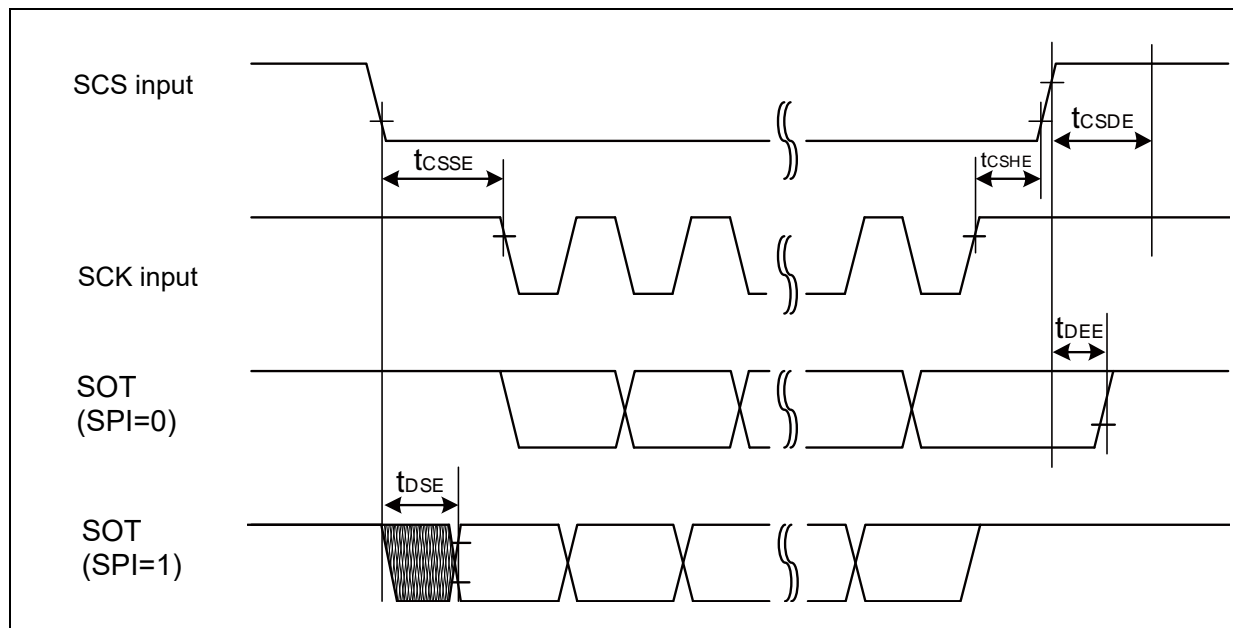 SCS input
tCSDE
tCSSE
tCSHE
SCK input
tDEE
SOT
(SPI=0)
tDSE
SOT
(SPI=1)